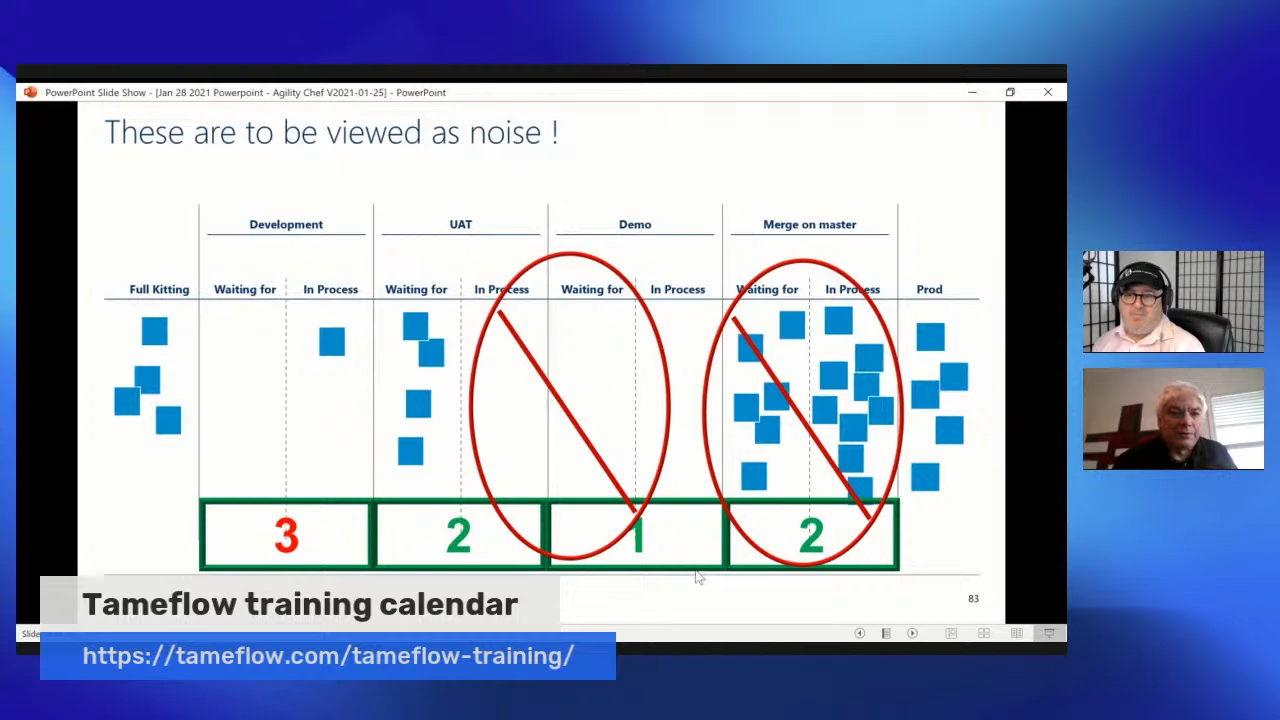 PowerPoint Slide Show - [Jan 28 2021 Powerpoint - Agility Chef V2021-01-25] - PowerPoint
These are to be viewed as noise !
Development UAT Demo Merge on master
Full Kitting Waiting for In Process Waiting for In Process Waiting for In Process Waiting for In Process Prod
3 2 1 2
83
Tameflow training calendar
https://tameflow.com/tameflow-training/